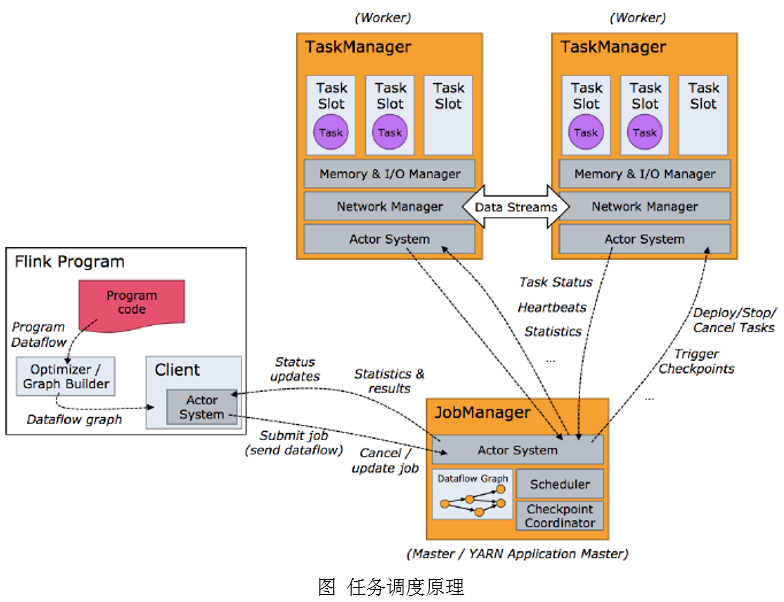 (Worker)
TaskManager
Task
Slot
Task
Task
Slot
Task
Task
Slot
Memory & I/O Manager
Network Manager
Actor System
(Worker)
TaskManager
Task
Slot
Task
Task
Slot
Task
Task
Slot
Memory & I/O Manager
Network Manager
Actor System
Data Streams
Flink Program
Program
code
Program
Dataflow
Optimizer /
Graph Builder
Dataflow graph
Client
Actor
System
Status
updates
Statistics &
results
Submit job
(send dataflow)
Cancel /
update job
Task Status
Heartbeats
Statistics
...
Deploy/Stop/
Cancel Tasks
Trigger
Checkpoints
...
JobManager
Actor System
Dataflow Graph
Scheduler
Checkpoint
Coordinator
(Master / YARN Application Master)
图 任务调度原理